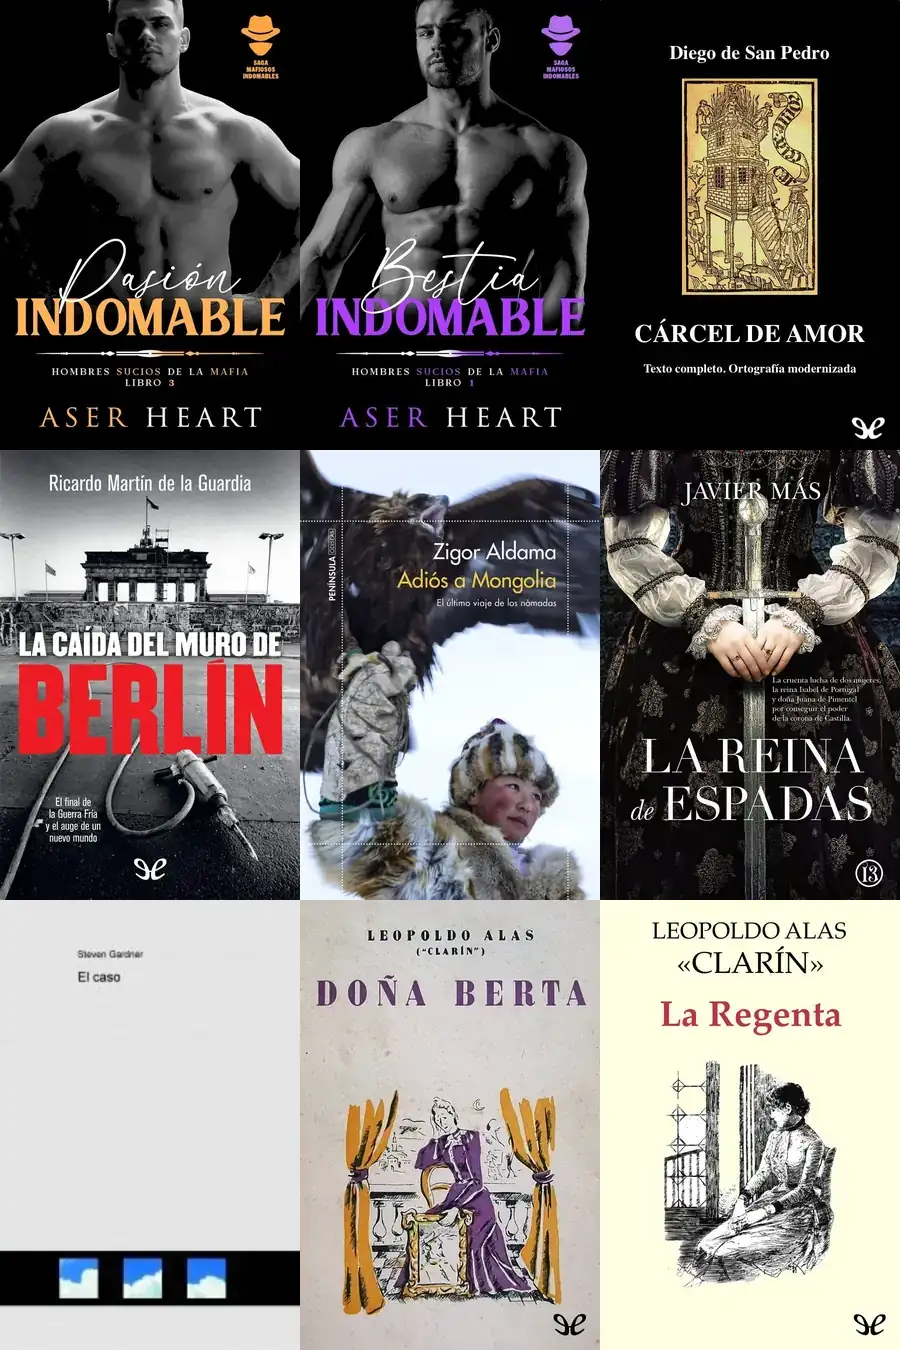 SAGA
MAFIOSOS
INDOMABLES
Pasión
INDOMABLE
HOMBRES SUCIOS DE LA MAFIA
LIBRO 3
ASER HEART
SAGA
MAFIOSOS
INDOMABLES
Bestia
INDOMABLE
HOMBRES SUCIOS DE LA MAFIA
LIBRO 1
ASER HEART
Diego de San Pedro
CÁRCEL DE AMOR
Texto completo. Ortografía modernizada
Ricardo Martín de la Guardia
LA CAÍDA DEL MURO DE
BERLÍN
El final de
la Guerra Fría
y el auge de un
nuevo mundo
PENÍNSULA ODISEAS
Zigor Aldama
Adiós a Mongolia
El último viaje de los nómadas
JAVIER MÁS
La cruenta lucha de dos mujeres,
la reina Isabel de Portugal
y doña Juana de Pimentel
por conseguir el poder
de la corona de Castilla.
LA REINA
de ESPADAS
13
Steven Gardner
El caso
LEOPOLDO ALAS
("CLARÍN")
DOÑA BERTA
LEOPOLDO ALAS
«CLARÍN»
La Regenta